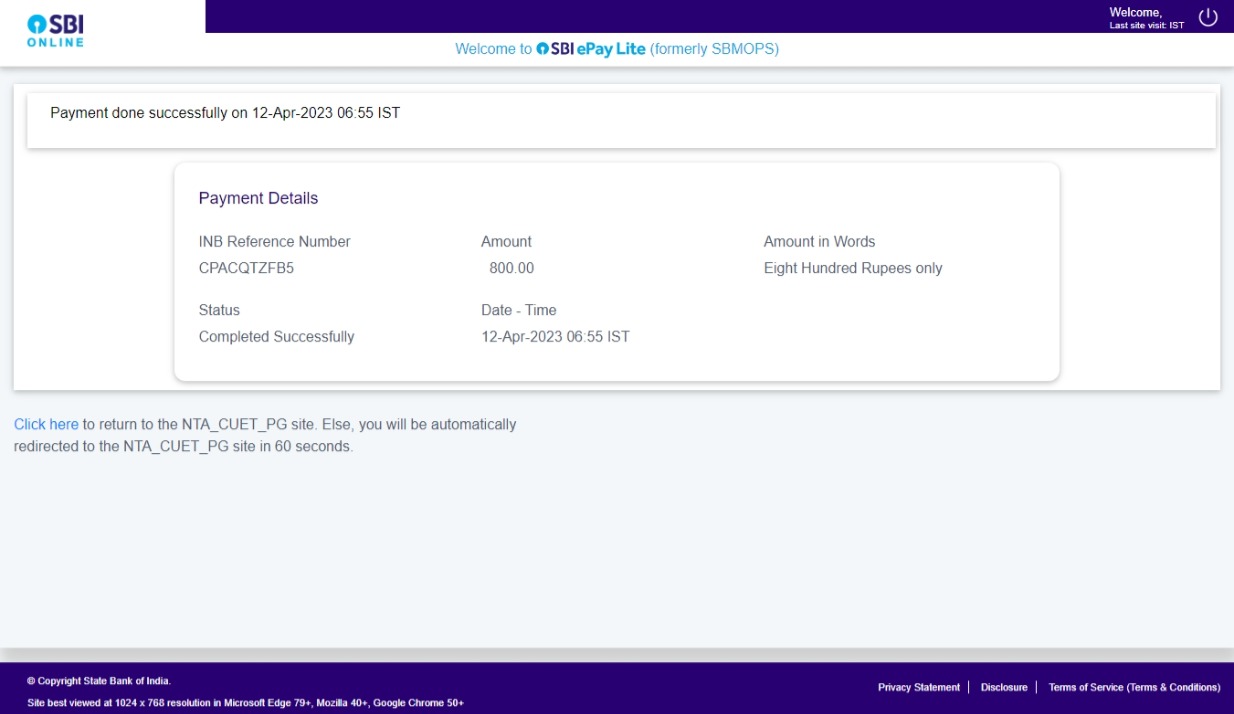 SBI
ONLINE
Welcome,
Last site visit: IST
Welcome to SBI ePay Lite (formerly SBMOPS)
Payment done successfully on 12-Apr-2023 06:55 IST
Payment Details
INB Reference Number Amount Amount in Words
CPACQTZFB5 800.00 Eight Hundred Rupees only
Status Date - Time
Completed Successfully 12-Apr-2023 06:55 IST
Click here to return to the NTA_CUET_PG site. Else, you will be automatically
redirected to the NTA_CUET_PG site in 60 seconds.
© Copyright State Bank of India.
Privacy Statement | Disclosure | Terms of Service (Terms & Conditions)
Site best viewed at 1024 x 768 resolution in Microsoft Edge 79+, Mozilla 40+, Google Chrome 50+